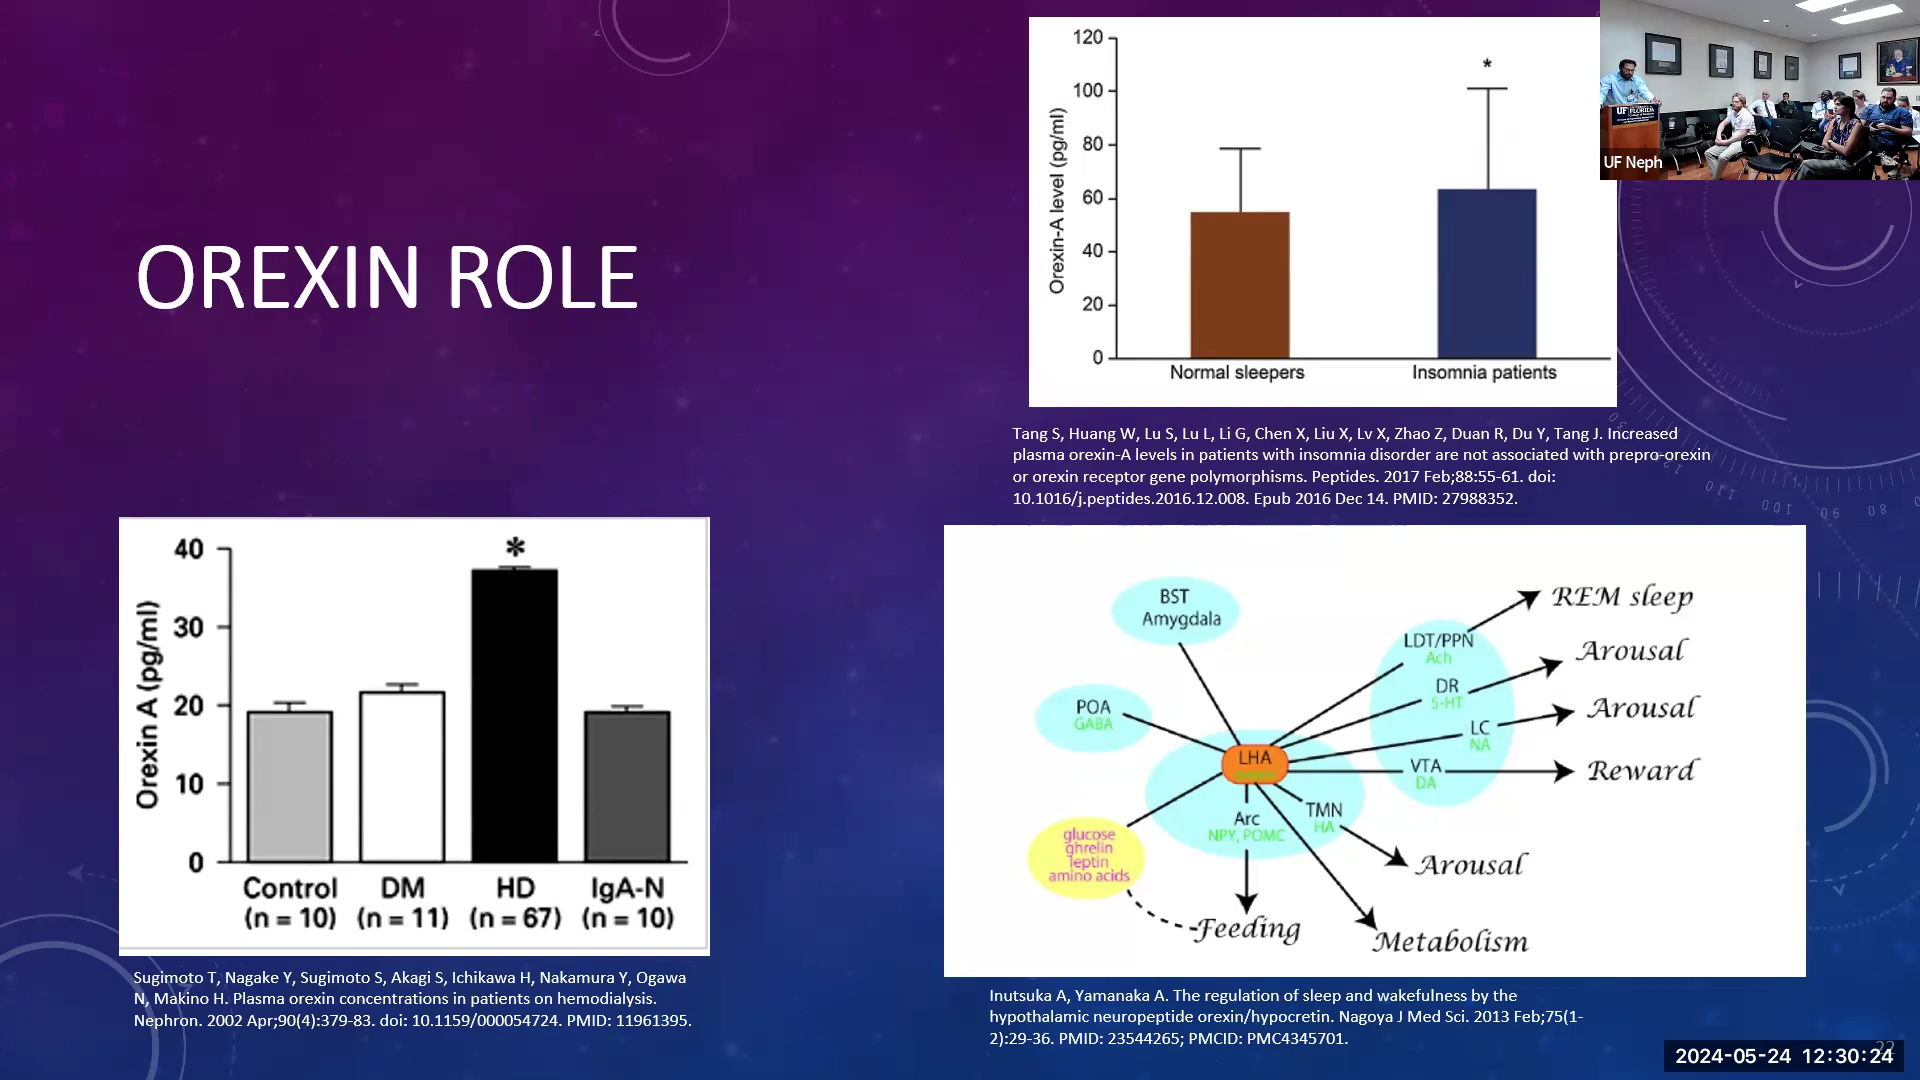 OREXIN ROLE
120
100
80
60
40
20
0
Orexin-A level (pg/ml)
*
Normal sleepers
Insomnia patients
UF Neph
UF FLORIDA
Tang S, Huang W, Lu S, Lu L, Li G, Chen X, Liu X, Lv X, Zhao Z, Duan R, Du Y, Tang J. Increased
plasma orexin-A levels in patients with insomnia disorder are not associated with prepro-orexin
or orexin receptor gene polymorphisms. Peptides. 2017 Feb;88:55-61. doi:
10.1016/j.peptides.2016.12.008. Epub 2016 Dec 14. PMID: 27988352.
40
30
20
10
0
Orexin A (pg/ml)
*
Control
(n = 10)
DM
(n = 11)
HD
(n = 67)
IgA-N
(n = 10)
Sugimoto T, Nagake Y, Sugimoto S, Akagi S, Ichikawa H, Nakamura Y, Ogawa
N, Makino H. Plasma orexin concentrations in patients on hemodialysis.
Nephron. 2002 Apr;90(4):379-83. doi: 10.1159/000054724. PMID: 11961395.
BST
Amygdala
POA
GABA
LHA
glucose
ghrelin
leptin
amino acids
Arc
NPY, POMC
TMN
HA
LDT/PPN
Ach
DR
5-HT
LC
NA
VTA
DA
REM sleep
Arousal
Arousal
Reward
Arousal
Feeding
Metabolism
Inutsuka A, Yamanaka A. The regulation of sleep and wakefulness by the
hypothalamic neuropeptide orexin/hypocretin. Nagoya J Med Sci. 2013 Feb;75(1-
2):29-36. PMID: 23544265; PMCID: PMC4345701.
22
2024-05-24 12:30:24